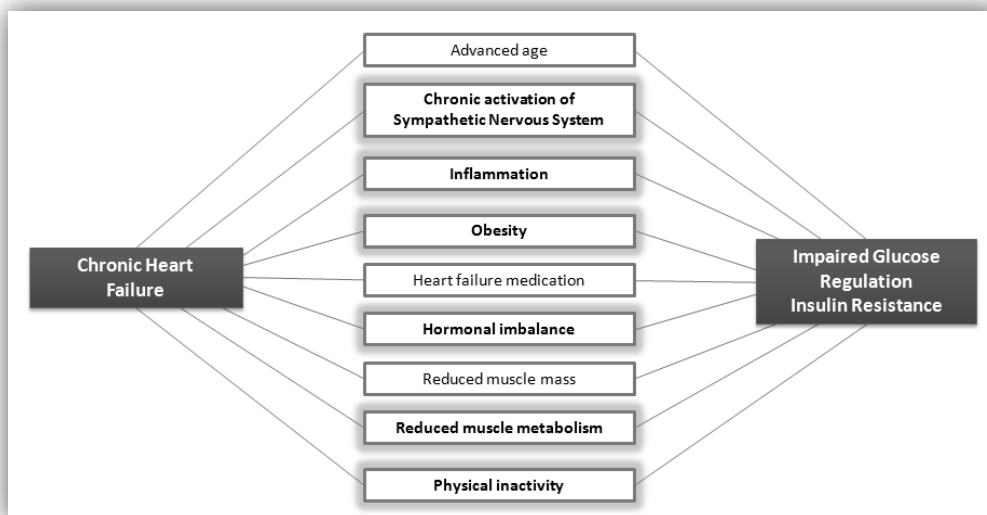 Advanced age
Chronic activation of
Sympathetic Nervous System
Inflammation
Obesity
Chronic Heart
Failure
Heart failure medication
Impaired Glucose
Regulation
Insulin Resistance
Hormonal imbalance
Reduced muscle mass
Reduced muscle metabolism
Physical inactivity